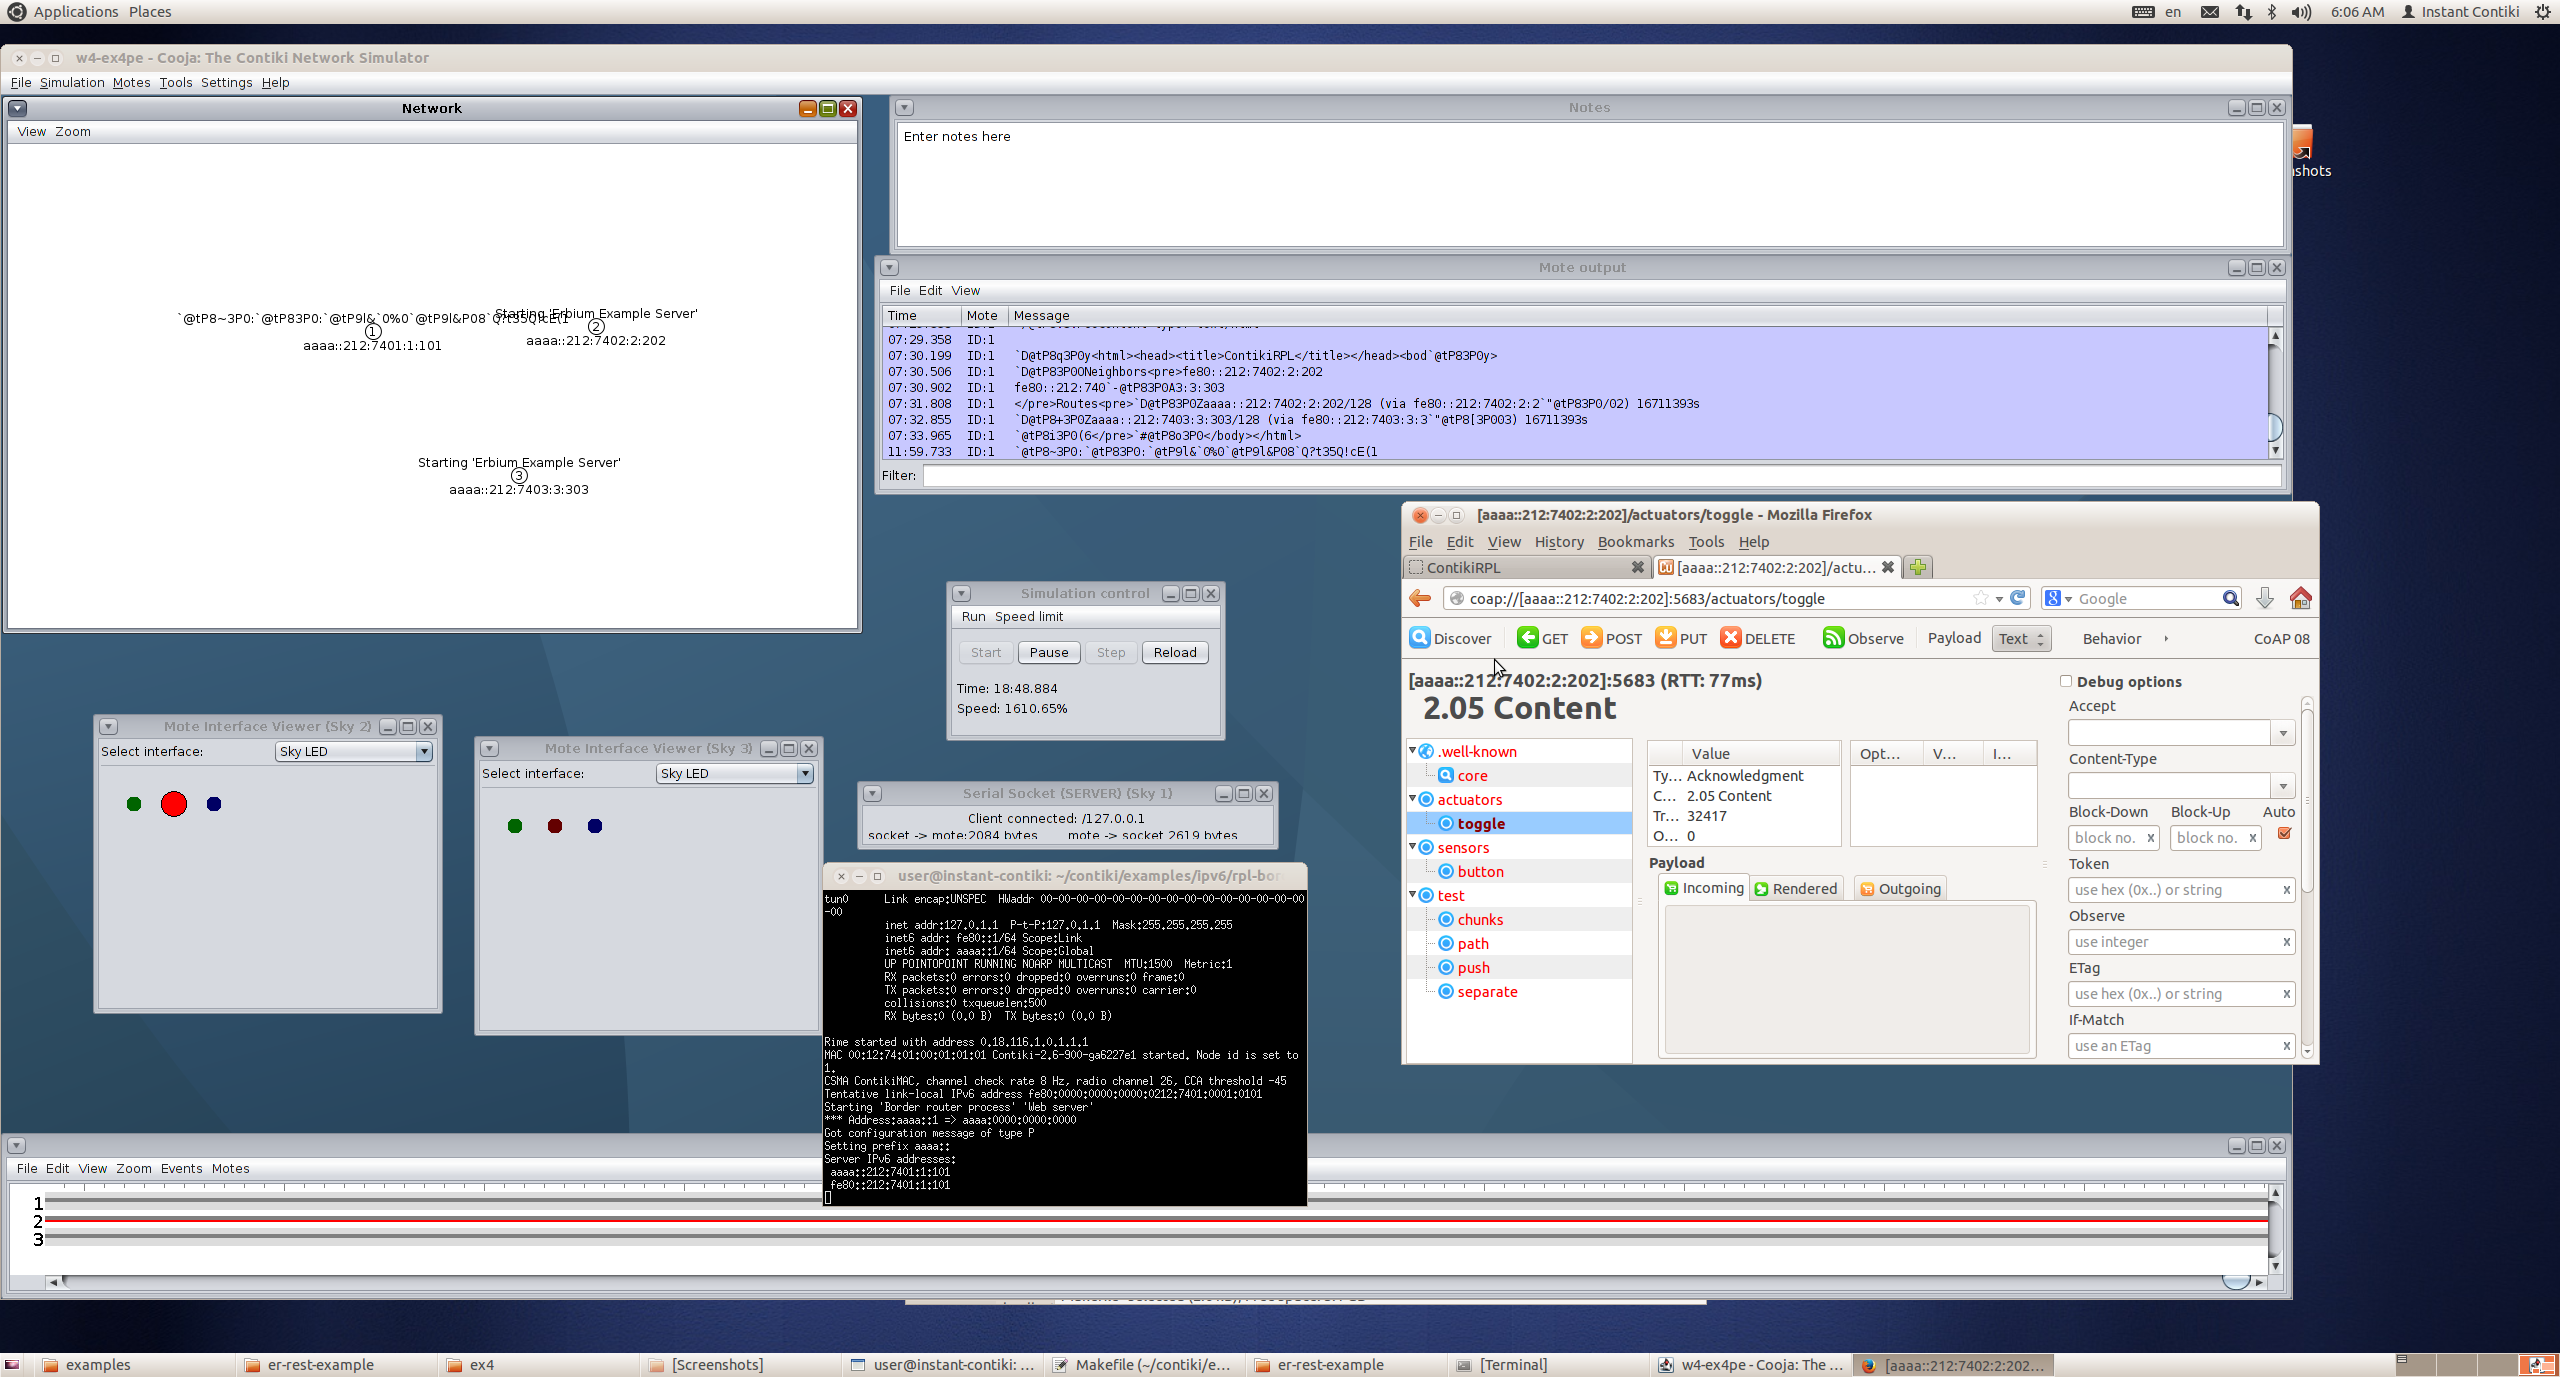 Applications Places
en 6:06 AM Instant Contiki
w4-ex4pe - Cooja: The Contiki Network Simulator
File Simulation Motes Tools Settings Help
Network
View Zoom
`@tP8~3P0:`@tP83P0:`@tP9l&`0%0`@tP9l&P08`Q?t35Q!cE(1
1
aaaa::212:7401:1:101
Starting 'Erbium Example Server'
2
aaaa::212:7402:2:202
Starting 'Erbium Example Server'
3
aaaa::212:7403:3:303
Notes
Enter notes here
shots
Mote output
File Edit View
Time Mote Message
07:29.358 ID:1
07:30.199 ID:1 `D@tP8q3P0y<html><head><title>ContikiRPL</title></head><bod`@tP83P0y>
07:30.506 ID:1 `D@tP83P0ONeighbors<pre>fe80::212:7402:2:202
07:30.902 ID:1 fe80::212:740`-@tP83P0A3:3:303
07:31.808 ID:1 </pre>Routes<pre>`D@tP83P0Zaaaa::212:7402:2:202/128 (via fe80::212:7402:2:2`"@tP83P0/02) 16711393s
07:32.855 ID:1 `D@tP8+3P0Zaaaa::212:7403:3:303/128 (via fe80::212:7403:3:3`"@tP8[3P003) 16711393s
07:33.965 ID:1 `@tP8i3P0(6</pre>`#@tP8o3P0</body></html>
11:59.733 ID:1 `@tP8~3P0:`@tP83P0:`@tP9l&`0%0`@tP9l&P08`Q?t35Q!cE(1
Filter:
Simulation control
Run Speed limit
Start Pause Step Reload
Time: 18:48.884
Speed: 1610.65%
Mote Interface Viewer (Sky 2)
Select interface: Sky LED
Mote Interface Viewer (Sky 3)
Select interface: Sky LED
Serial Socket (SERVER) (Sky 1)
Client connected: /127.0.0.1
socket -> mote:2084 bytes mote -> socket 2619 bytes
user@instant-contiki: ~/contiki/examples/ipv6/rpl-bor
tun0 Link encap:UNSPEC HWaddr 00-00-00-00-00-00-00-00-00-00-00-00-00-00-00
-00
inet addr:127.0.1.1 P-t-P:127.0.1.1 Mask:255.255.255.255
inet6 addr: fe80::1/64 Scope:Link
inet6 addr: aaaa::1/64 Scope:Global
UP POINTOPOINT RUNNING NOARP MULTICAST MTU:1500 Metric:1
RX packets:0 errors:0 dropped:0 overruns:0 frame:0
TX packets:0 errors:0 dropped:0 overruns:0 carrier:0
collisions:0 txqueuelen:500
RX bytes:0 (0.0 B) TX bytes:0 (0.0 B)
Rime started with address 0.18.116.1.0.1.1.1
MAC 00:12:74:01:00:01:01:01 Contiki-2.6-900-ga6227e1 started. Node id is set to
1.
CSMA ContikiMAC, channel check rate 8 Hz, radio channel 26, CCA threshold -45
Tentative link-local IPv6 address fe80:0000:0000:0000:0212:7401:0001:0101
Starting 'Border router process' 'Web server'
*** Address:aaaa::1 => aaaa:0000:0000:0000
Got configuration message of type P
Setting prefix aaaa::
Server IPv6 addresses:
aaaa::212:7401:1:101
fe80::212:7401:1:101
[aaaa::212:7402:2:202]/actuators/toggle - Mozilla Firefox
File Edit View History Bookmarks Tools Help
ContikiRPL [aaaa::212:7402:2:202]/actu...
coap://[aaaa::212:7402:2:202]:5683/actuators/toggle Google
Discover GET POST PUT DELETE Observe Payload Text Behavior CoAP 08
[aaaa::212:7402:2:202]:5683 (RTT: 77ms)
2.05 Content
.well-known
core
actuators
toggle
sensors
button
test
chunks
path
push
separate
Value
Ty... Acknowledgment
C... 2.05 Content
Tr... 32417
O... 0
Opt... V... I...
Payload
Incoming Rendered Outgoing
Debug options
Accept
Content-Type
Block-Down Block-Up Auto
block no. x block no. x
Token
use hex (0x..) or string x
Observe
use integer x
ETag
use hex (0x..) or string x
If-Match
use an ETag x
File Edit View Zoom Events Motes
1
2
3
examples er-rest-example ex4 [Screenshots] user@instant-contiki: ... Makefile (~/contiki/e... er-rest-example [Terminal] w4-ex4pe - Cooja: The ... [aaaa::212:7402:2:202...